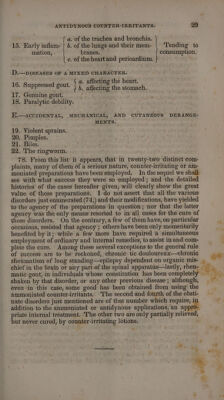 ANTIDYNOUS COUNTER-IRRITANTS. 29
a. of the trachea and bronchia.
15. Early inflam- b. of the lungs and their mem- Tending to
mation, branes. consumption.
c. of the heart and pericardium.
D.—DISEASES OF A MIXED CHARACTER.
16. Suppressed gout. a. affecting the heart.
b. affecting the stomach.
17. Genuine gout.
18. Paralytic debility.
E.—ACCIDENTAL, MECHANICAL, AND CUTANEOUS DERANGE-
MENTS.
19. Violent sprains.
20. Pimples.
21. Biles.
22. The ringworm.
78. From this list it appears, that in twenty-two distinct com-
plaints, many of them of a serious nature, counter-irritating or am-
moniated preparations have been employed. In the sequel we shall
see with what success they were so employed; and the detailed
histories of the cases hereafter given, will clearly show the great
value of those preparations. I do not assert that all the various
disorders just enumerated (74,) and their modifications, have yielded
to the agency of the preparations in question; nor that the latter
agency was the only means resorted to in all cases for the cure of
those disorders. On the contrary, a few of them have, on particular
occasions, resisted that agency; others have been only momentarily
benefited by it; while a few more have required a simultaneous
employment of ordinary and internal remedies, to assist in and com-
plete the cure. Among these several exceptions to the general rule
of success are to be reckoned, chronic tic douloureux—chronic
rheumatism of long standing—epilepsy dependent on organic mis-
chief in the brain or any part of the spinal apparatus—lastly, rheu-
matic gout, in individuals whose constitution has been completely
shaken by that disorder, or any other previous disease; although,
even in this case, some good has been obtained from using the
ammoniated counter-irritants. The second and fourth of the obsti-
nate disorders just mentioned are of that number which require, in
addition to the ammoniated or antidynous applications, an appro-
priate internal treatment. The other two are only partially relieved,
but never cured, by counter-irritating lotions.